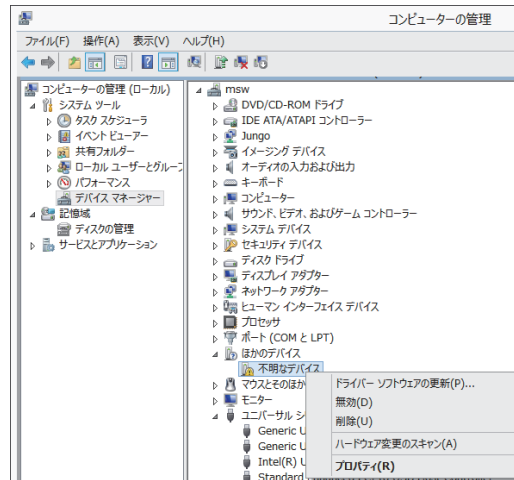 コンピューターの管理
ファイル(F) 操作(A) 表示(V) ヘルプ(H)
コンピューターの管理 (ローカル)
システム ツール
タスク スケジューラ
イベント ビューアー
共有フォルダー
ローカル ユーザーとグルー
パフォーマンス
デバイス マネージャー
記憶域
ディスクの管理
サービスとアプリケーション
msw
DVD/CD-ROM ドライブ
IDE ATA/ATAPI コントローラー
Jungo
イメージング デバイス
オーディオの入力および出力
キーボード
コンピューター
サウンド、ビデオ、およびゲーム コントローラー
システム デバイス
セキュリティ デバイス
ディスク ドライブ
ディスプレイ アダプター
ネットワーク アダプター
ヒューマン インターフェイス デバイス
プロセッサ
ポート (COM と LPT)
ほかのデバイス
不明なデバイス
マウスとそのほか
モニター
ユニバーサル シ
Generic U
Generic U
Intel(R) U
Standard
ドライバー ソフトウェアの更新(P)...
無効(D)
削除(U)
ハードウェア変更のスキャン(A)
プロパティ(R)